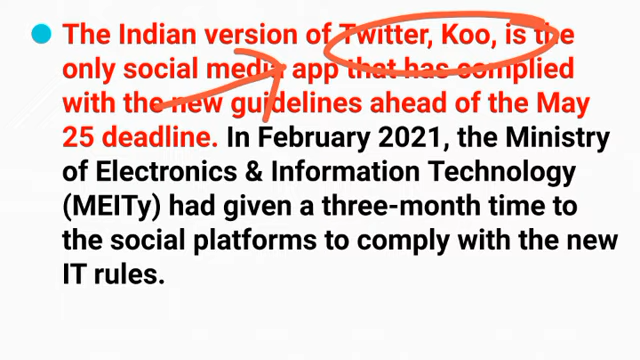 The Indian version of Twitter, Koo, is the
only social media app that has complied
with the new guidelines ahead of the May
25 deadline. In February 2021, the Ministry
of Electronics & Information Technology
(MEITy) had given a three-month time to
the social platforms to comply with the new
IT rules.